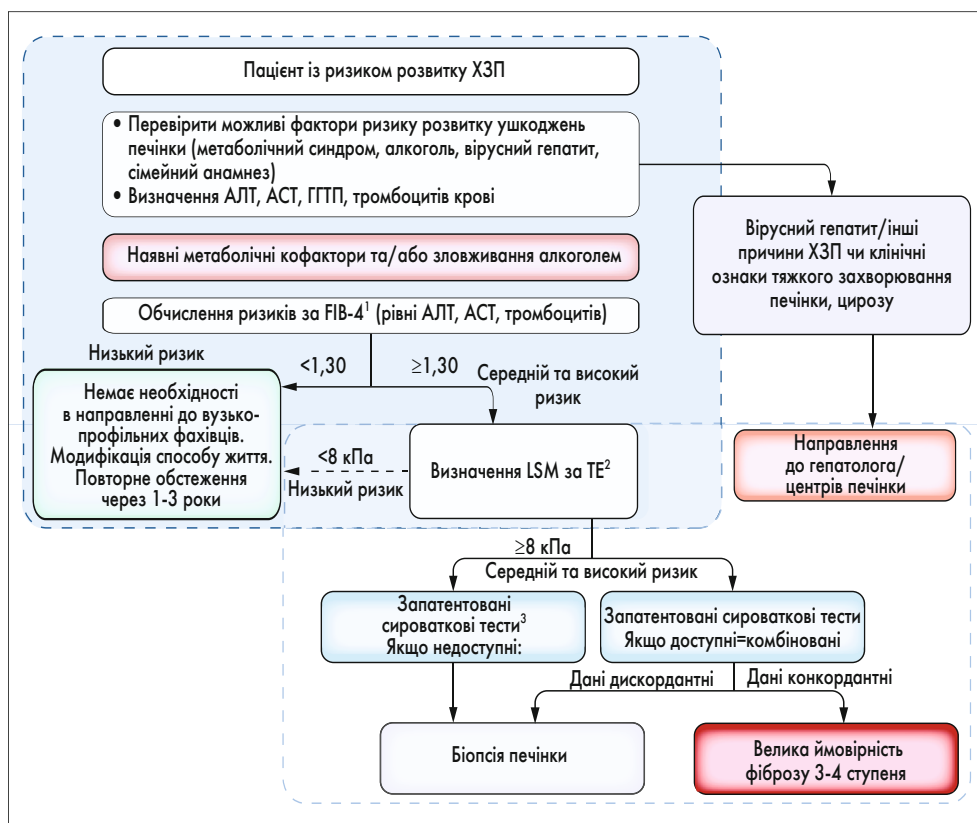 Пацієнт із ризиком розвитку ХЗП
• Перевірити можливі фактори ризику розвитку ушкоджень
печінки (метаболічний синдром, алкоголь, вірусний гепатит,
сімейний анамнез)
• Визначення АЛТ, АСТ, ГГТП, тромбоцитів крові
Вірусний гепатит/інші
причини ХЗП чи клінічні
ознаки тяжкого захворювання
печінки, цирозу
Наявні метаболічні кофактори та/або зловживання алкоголем
Обчислення ризиків за FIB-4¹ (рівні АЛТ, АСТ, тромбоцитів)
Низький ризик
<1,30
≥1,30
Середній та високий
ризик
Немає необхідності
в направленні до вузько-
профільних фахівців.
Модифікація способу життя.
Повторне обстеження
через 1-3 роки
<8 кПа
Низький ризик
Визначення LSM за TE²
Направлення
до гепатолога/
центрів печінки
≥8 кПа
Середній та високий ризик
Запатентовані
сироваткові тести³
Якщо недоступні:
Запатентовані сироваткові тести
Якщо доступні=комбіновані
Дані дискордантні
Дані конкордантні
Біопсія печінки
Велика ймовірність
фіброзу 3-4 ступеня